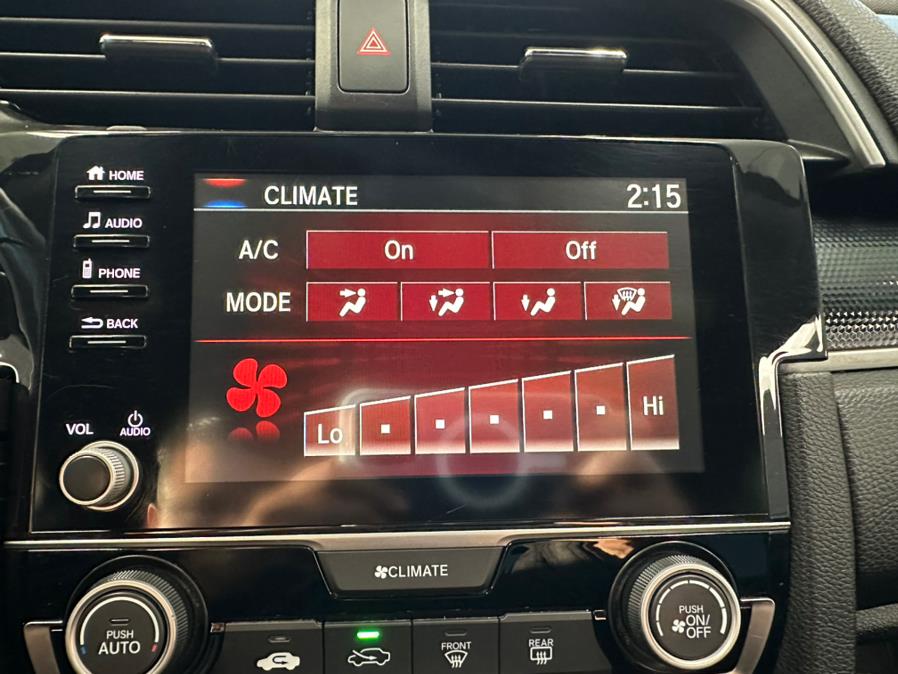 HOME
AUDIO
PHONE
BACK
VOL
AUDIO
CLIMATE 2:15
A/C On Off
MODE
Lo Hi
CLIMATE
PUSH
AUTO
FRONT
REAR
PUSH
ON/
OFF